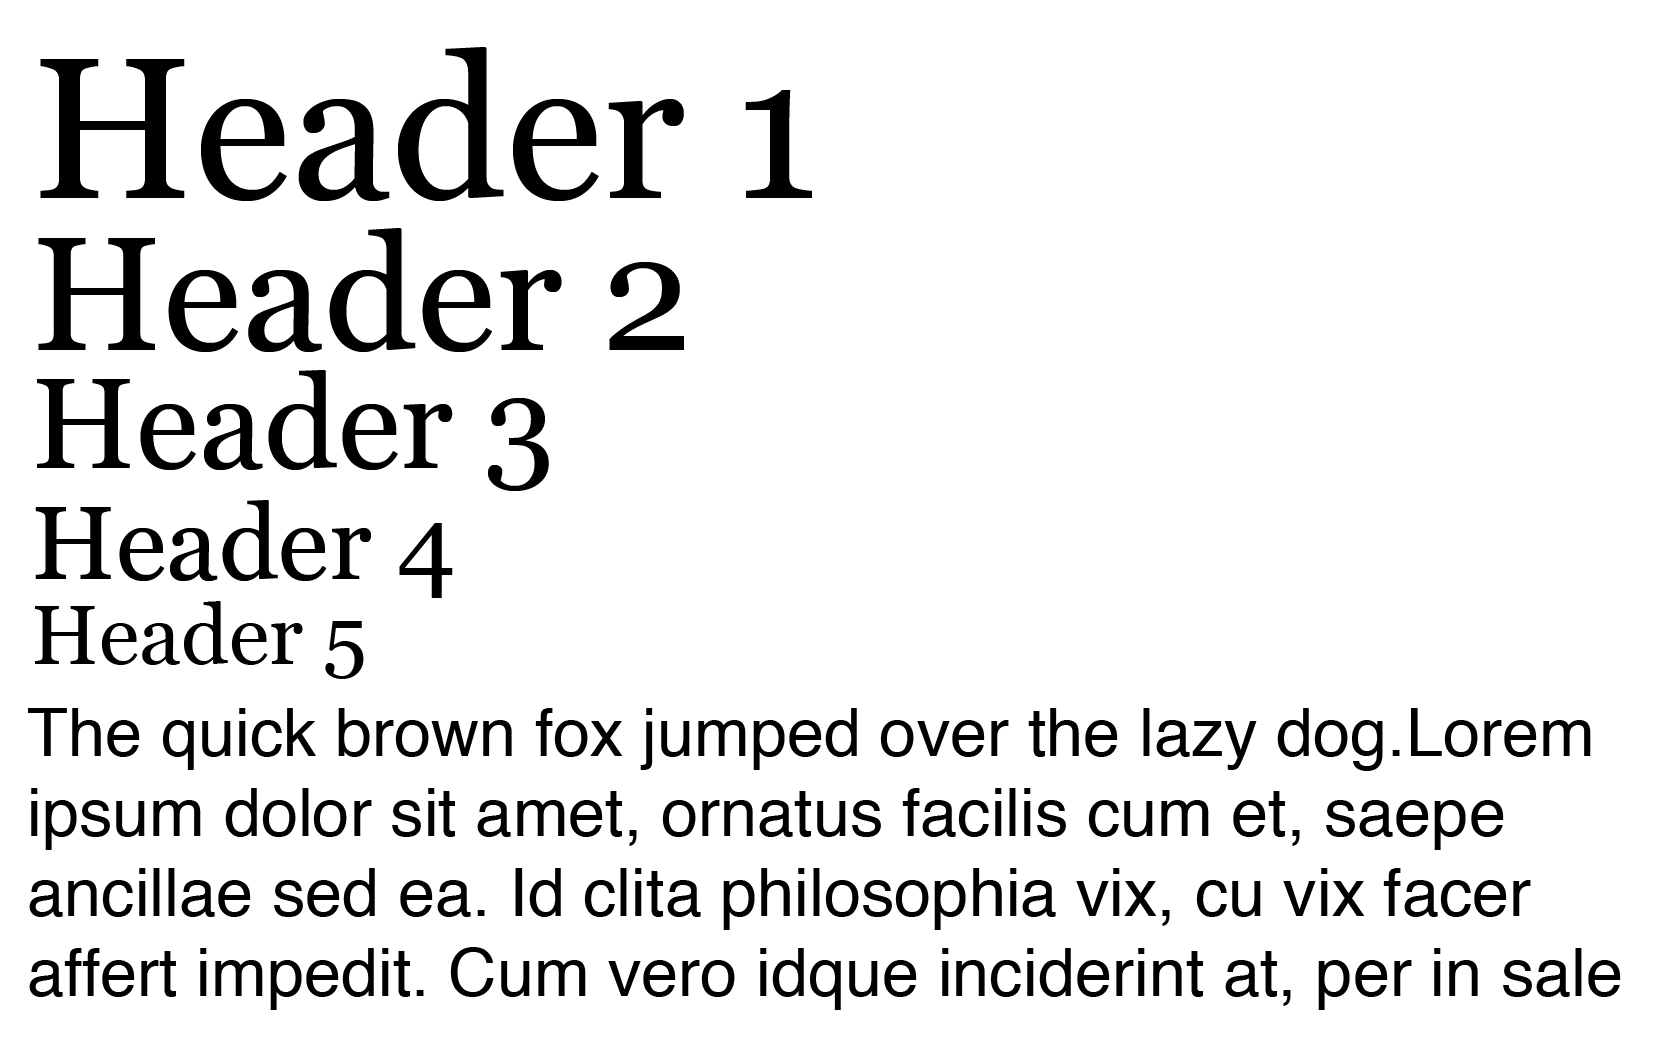 Header 1
Header 2
Header 3
Header 4
Header 5
The quick brown fox jumped over the lazy dog.Lorem
ipsum dolor sit amet, ornatus facilis cum et, saepe
ancillae sed ea. Id clita philosophia vix, cu vix facer
affert impedit. Cum vero idque inciderint at, per in sale